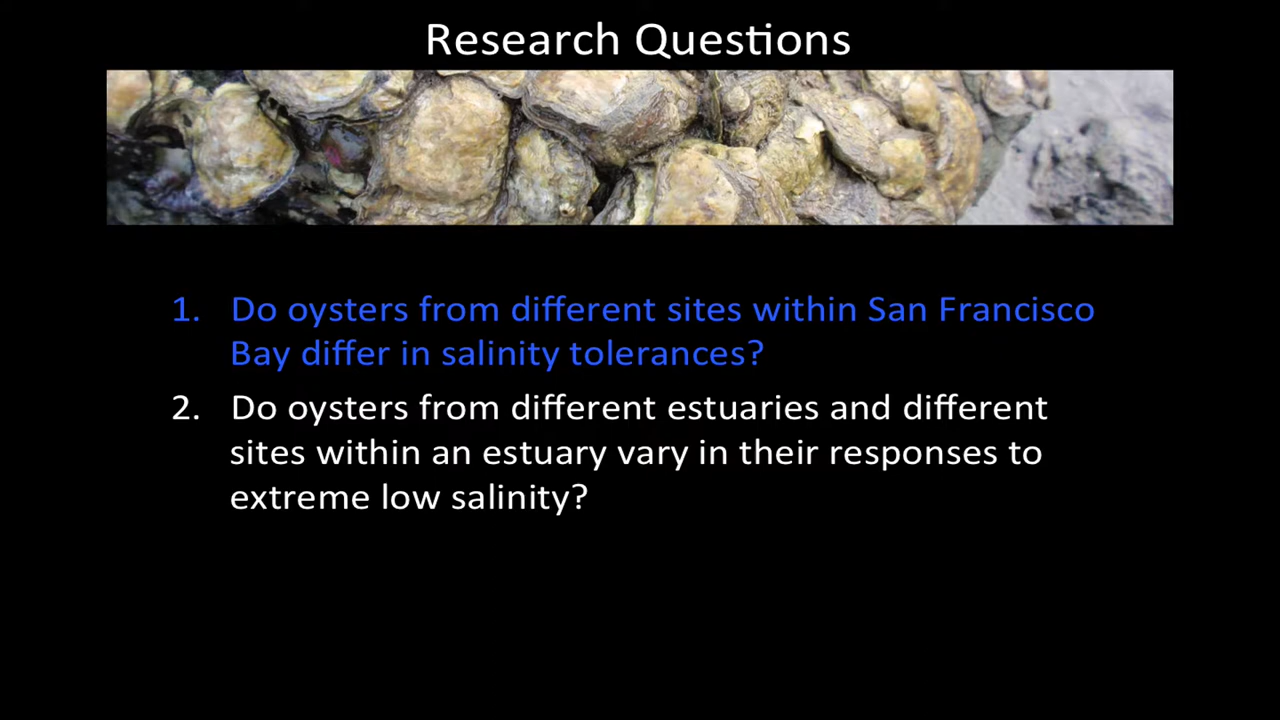 Research Questions
1. Do oysters from different sites within San Francisco
Bay differ in salinity tolerances?
2. Do oysters from different estuaries and different
sites within an estuary vary in their responses to
extreme low salinity?